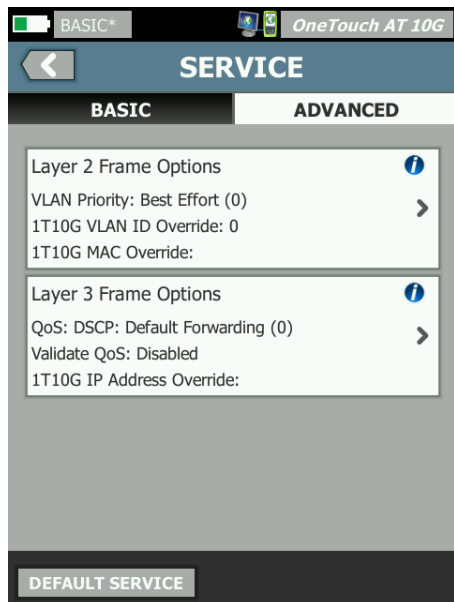 BASIC*
OneTouch AT 10G
SERVICE
BASIC
ADVANCED
Layer 2 Frame Options
VLAN Priority: Best Effort (0)
1T10G VLAN ID Override: 0
1T10G MAC Override:
Layer 3 Frame Options
QoS: DSCP: Default Forwarding (0)
Validate QoS: Disabled
1T10G IP Address Override:
DEFAULT SERVICE